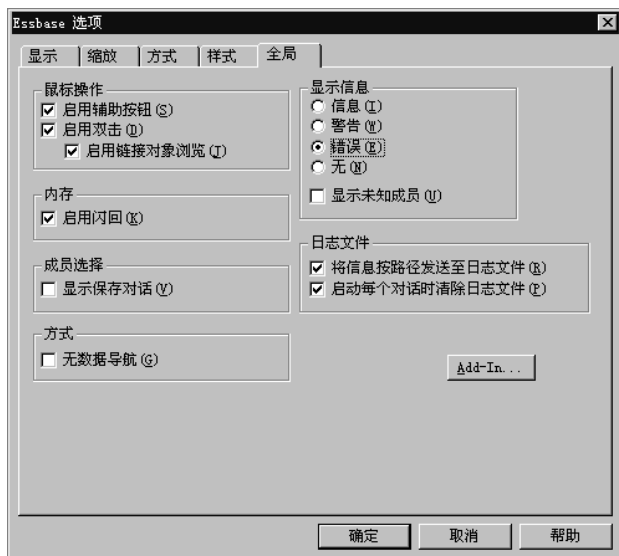 Essbase 选项
显示 缩放 方式 样式 全局
鼠标操作
启用辅助按钮(S)
启用双击(D)
启用链接对象浏览(T)
内存
启用闪回(K)
成员选择
显示保存对话(V)
方式
无数据导航(G)
显示信息
信息(I)
警告(W)
错误(E)
无(N)
显示未知成员(U)
日志文件
将信息按路径发送至日志文件(R)
启动每个对话时清除日志文件(P)
Add-In...
确定 取消 帮助